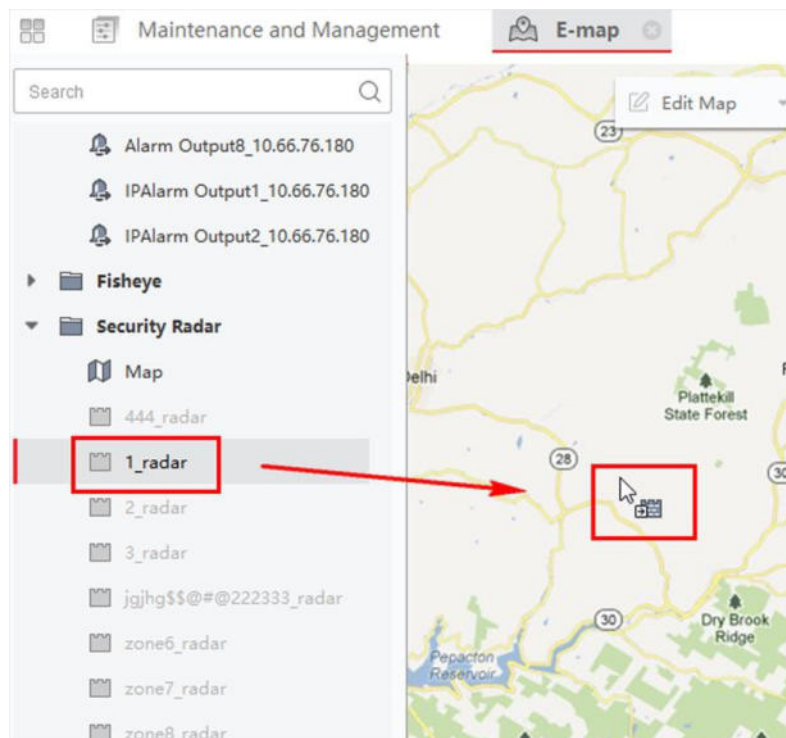 Maintenance and Management
E-map
Search
Edit Map
Alarm Output8_10.66.76.180
IPAlarm Output1_10.66.76.180
IPAlarm Output2_10.66.76.180
Fisheye
Security Radar
Map
444_radar
1_radar
2_radar
3_radar
jgjhg$$@#@222333_radar
zone6_radar
zone7_radar
zone8_radar
23
elhi
Plattekill
State Forest
28
30
30
Dry Brook
Ridge
Pepacton
Reservoir